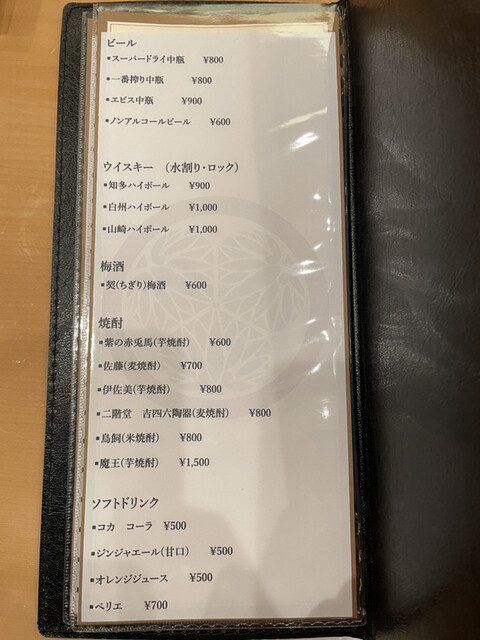 ビール
▪スーパードライ中瓶 ¥800
▪一番搾り中瓶 ¥800
▪エビス中瓶 ¥900
▪ノンアルコールビール ¥600
ウイスキー （水割り・ロック）
▪知多ハイボール ¥900
▪白州ハイボール ¥1,000
▪山崎ハイボール ¥1,000
梅酒
▪契(ちぎり)梅酒 ¥600
焼酎
▪紫の赤兎馬(芋焼酎) ¥600
▪佐藤(麦焼酎) ¥700
▪伊佐美(芋焼酎) ¥800
▪二階堂 吉四六陶器(麦焼酎) ¥800
▪鳥飼(米焼酎) ¥800
▪魔王(芋焼酎) ¥1,500
ソフトドリンク
▪コカ コーラ ¥500
▪ジンジャエール(甘口) ¥500
▪オレンジジュース ¥500
▪ペリエ ¥700